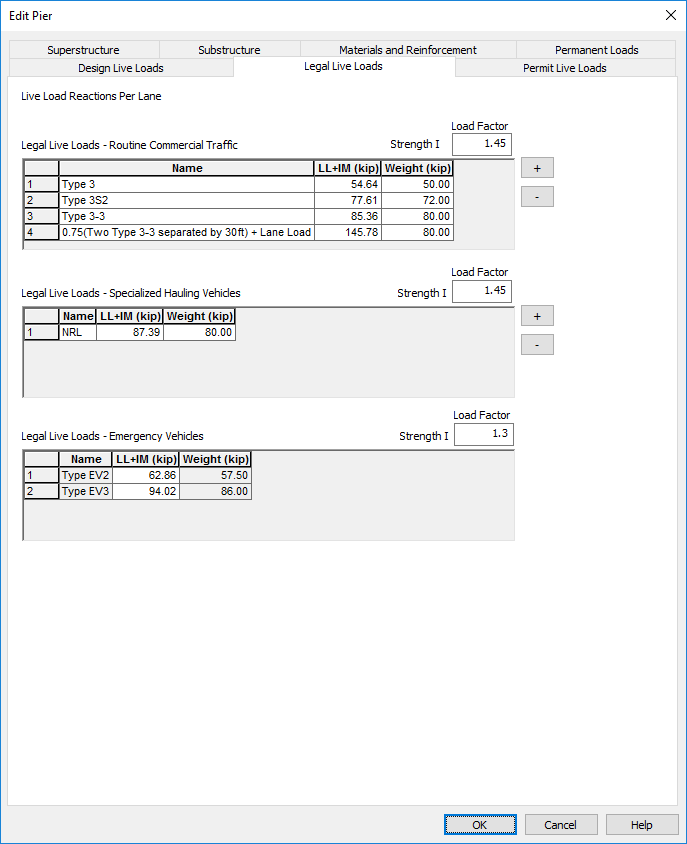 Edit Pier
Superstructure Substructure Materials and Reinforcement Permanent Loads
Design Live Loads Legal Live Loads Permit Live Loads
Live Load Reactions Per Lane
Load Factor
Legal Live Loads - Routine Commercial Traffic Strength I 1.45
Name LL+IM (kip) Weight (kip) +
1 Type 3 54.64 50.00
2 Type 3S2 77.61 72.00 -
3 Type 3-3 85.36 80.00
4 0.75(Two Type 3-3 separated by 30ft) + Lane Load 145.78 80.00
Load Factor
Legal Live Loads - Specialized Hauling Vehicles Strength I 1.45
Name LL+IM (kip) Weight (kip) +
1 NRL 87.39 80.00
-
Load Factor
Legal Live Loads - Emergency Vehicles Strength I 1.3
Name LL+IM (kip) Weight (kip)
1 Type EV2 62.86 57.50
2 Type EV3 94.02 86.00
OK Cancel Help